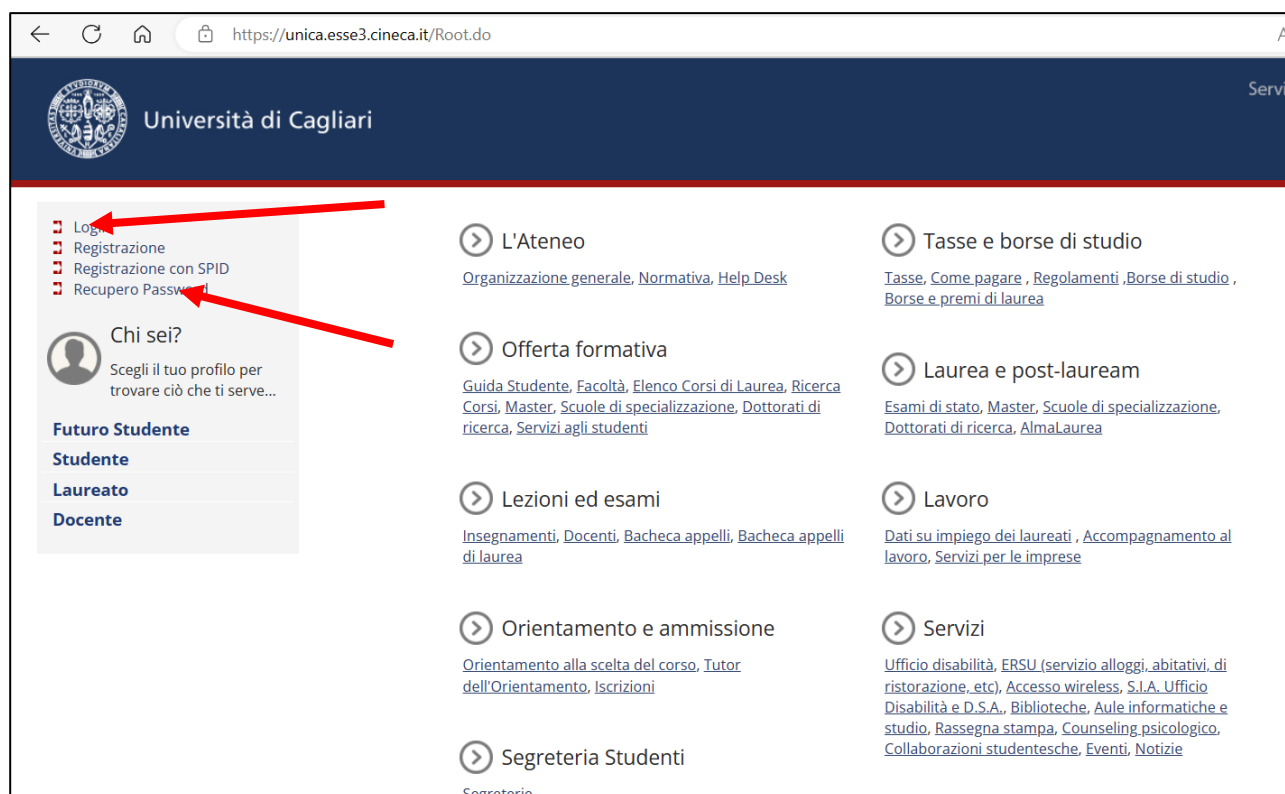 https://unica.esse3.cineca.it/Root.do
Università di Cagliari
Registrazione
Registrazione con SPID
Recupero
Chi sei?
Scegli il tuo profilo per
trovare ciò che ti serve...
Futuro Studente
Studente
Laureato
Docente
L'Ateneo
Organizzazione generale, Normativa, Help Desk
Offerta formativa
Guida Studente, Facoltà, Elenco Corsi di Laurea, Ricerca
Corsi, Master, Scuole di specializzazione, Dottorati di
ricerca, Servizi agli studenti
Lezioni ed esami
Insegnamenti, Docenti, Bacheca appelli, Bacheca appelli
di laurea
Orientamento e ammissione
Orientamento alla scelta del corso, Tutor
dell'Orientamento, Iscrizioni
Segreteria Studenti
Segreterie
Tasse e borse di studio
Tasse, Come pagare , Regolamenti ,Borse di studio ,
Borse e premi di laurea
Laurea e post-lauream
Esami di stato, Master, Scuole di specializzazione,
Dottorati di ricerca, AlmaLaurea
Lavoro
Dati su impiego dei laureati , Accompagnamento al
lavoro, Servizi per le imprese
Servizi
Ufficio disabilità, ERSU (servizio alloggi, abitativi, di
ristorazione, etc), Accesso wireless, S.I.A. Ufficio
Disabilità e D.S.A., Biblioteche, Aule informatiche e
studio, Rassegna stampa, Counseling psicologico,
Collaborazioni studentesche, Eventi, Notizie